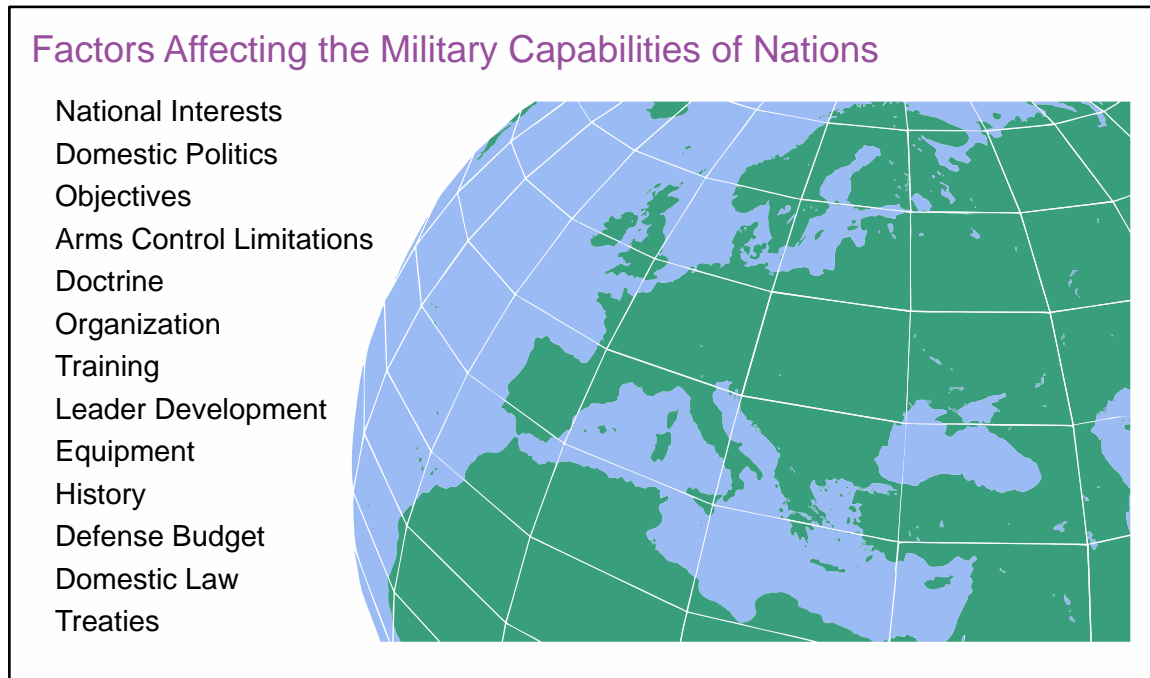 Factors Affecting the Military Capabilities of Nations
National Interests
Domestic Politics
Objectives
Arms Control Limitations
Doctrine
Organization
Training
Leader Development
Equipment
History
Defense Budget
Domestic Law
Treaties